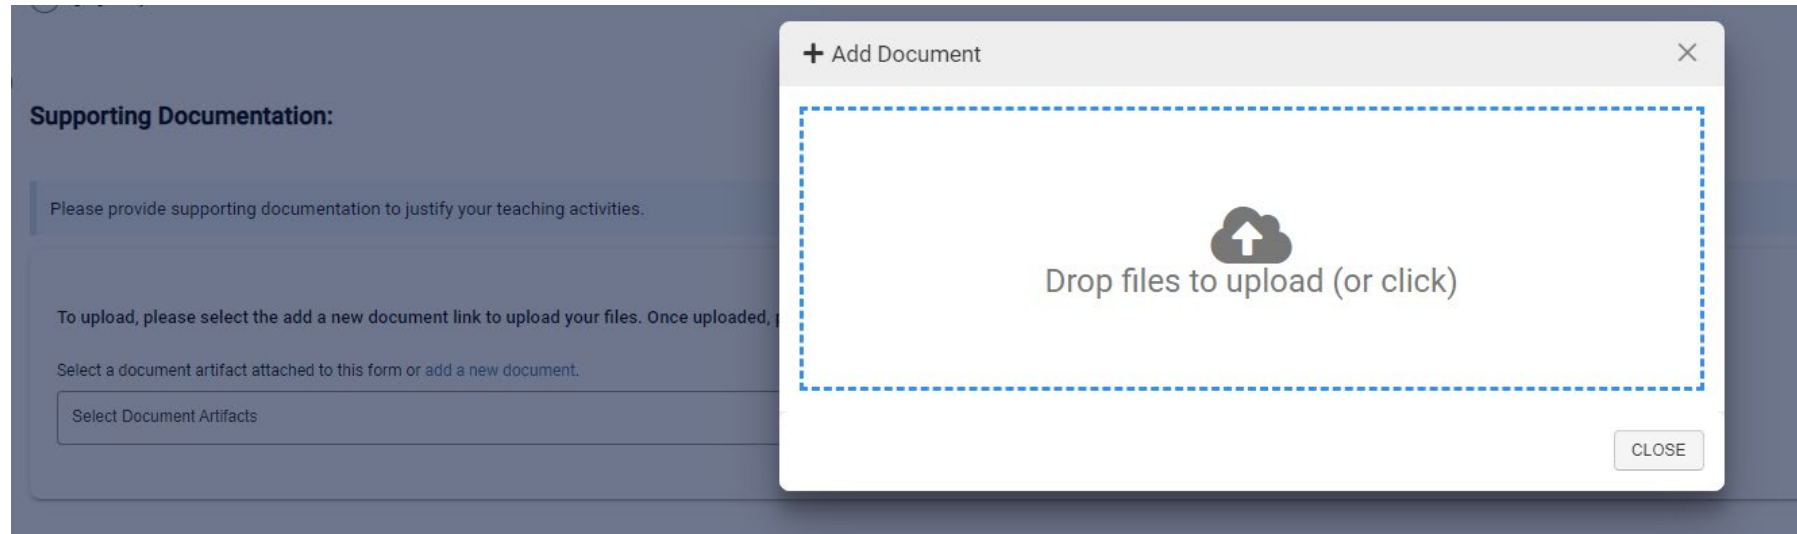 Supporting Documentation:
Please provide supporting documentation to justify your teaching activities.
To upload, please select the add a new document link to upload your files. Once uploaded,
Select a document artifact attached to this form or add a new document.
Select Document Artifacts
Add Document
Drop files to upload (or click)
CLOSE